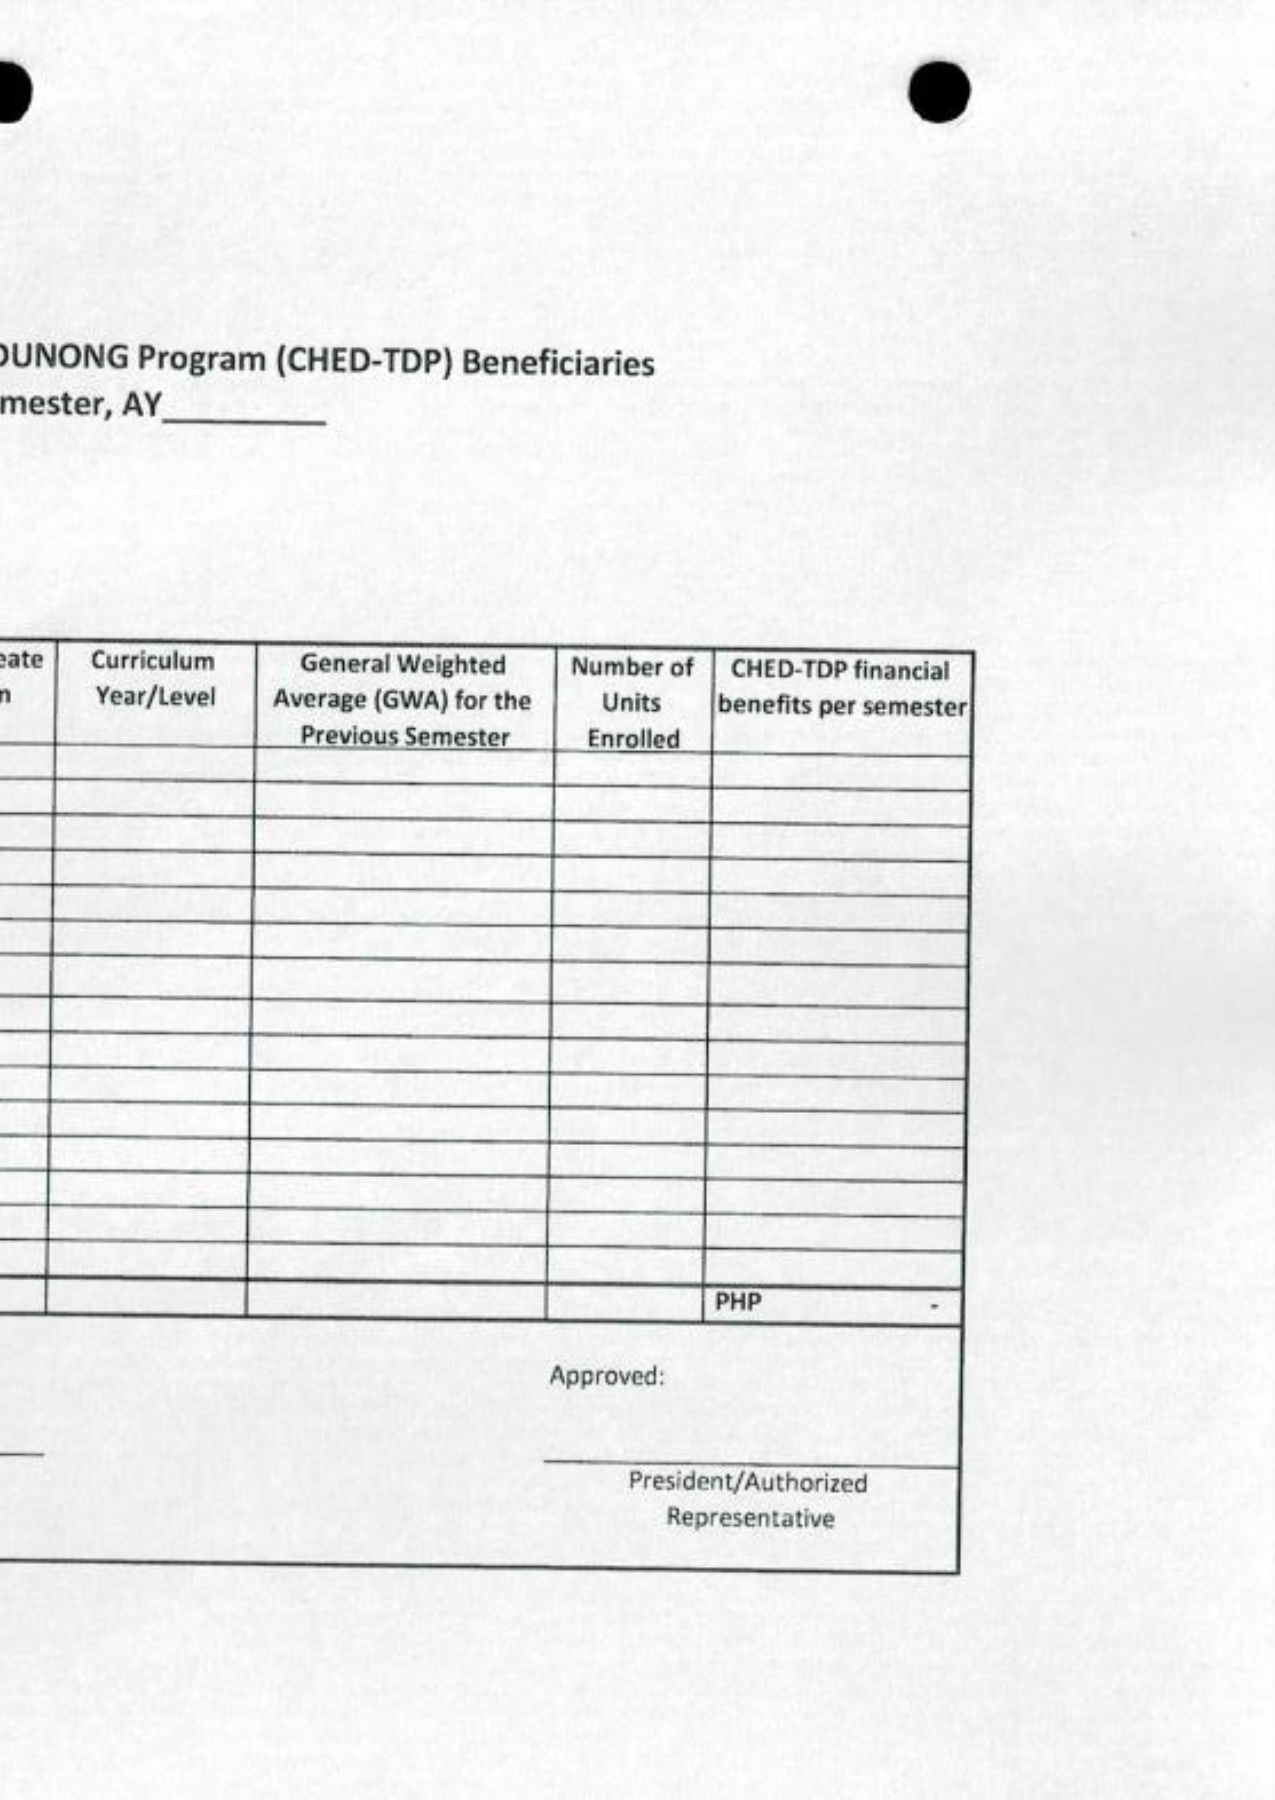 DUNONG Program (CHED-TDP) Beneficiaries
mester, AY________
eate
n
Curriculum
Year/Level
General Weighted
Average (GWA) for the
Previous Semester
Number of
Units
Enrolled
CHED-TDP financial
benefits per semester
PHP -
Approved:
President/Authorized
Representative